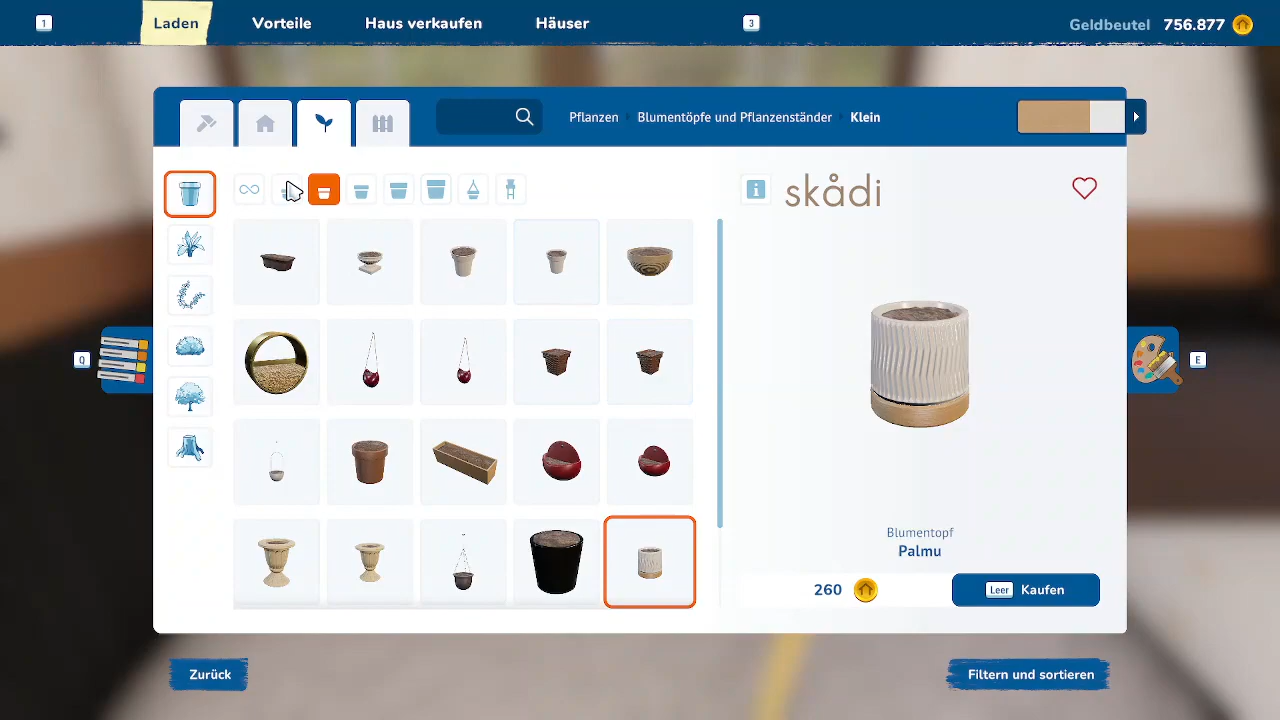 1
Laden
Vorteile
Haus verkaufen
Häuser
3
Geldbeutel 756.877
Pflanzen
Blumentöpfe und Pflanzenständer
Klein
skådi
Q
E
Blumentopf
Palmu
260
Leer Kaufen
Zurück
Filtern und sortieren